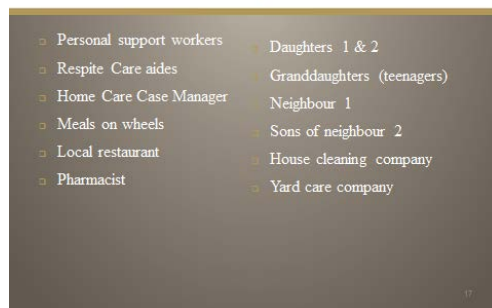 Personal support workers
Respite Care aides
Home Care Case Manager
Meals on wheels
Local restaurant
Pharmacist
Daughters 1 & 2
Granddaughters (teenagers)
Neighbour 1
Sons of neighbour 2
House cleaning company
Yard care company
17